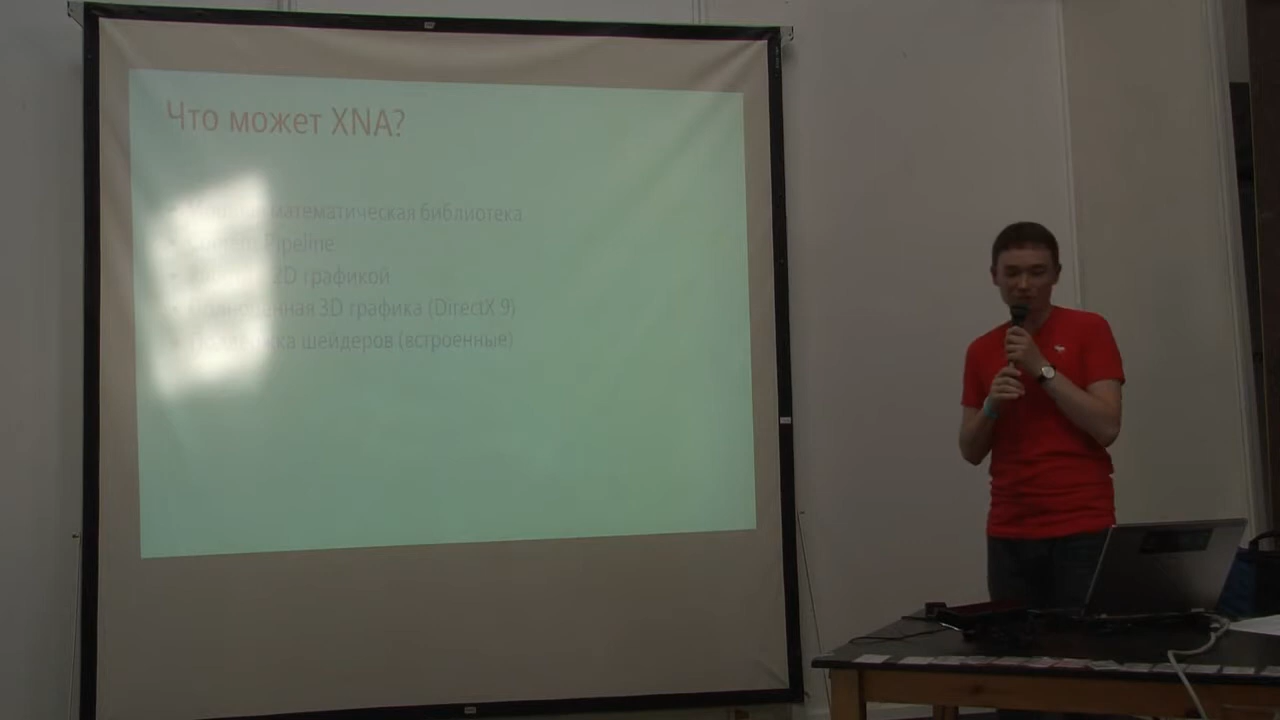 Что может XNA?
математическая библиотека
Pipeline
2D графикой
3D графика (DirectX 9)
шейдеров (встроенные)